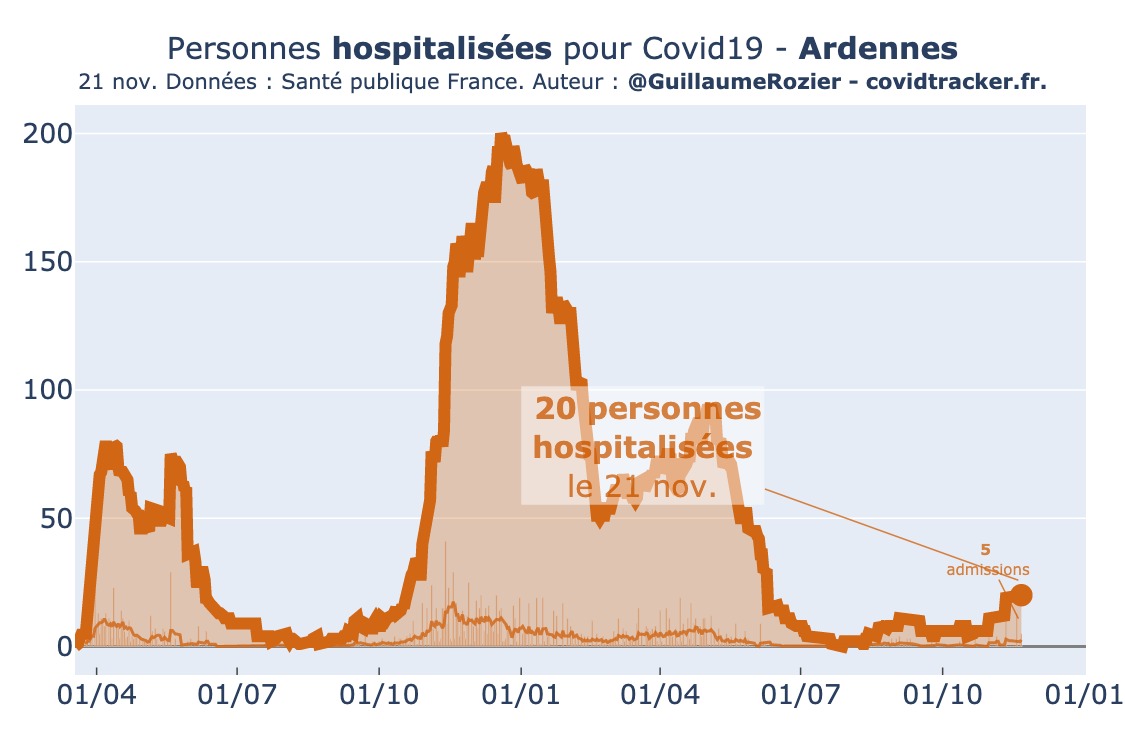 Personnes hospitalisées pour Covid19 - Ardennes
21 nov. Données : Santé publique France. Auteur : @GuillaumeRozier - covidtracker.fr.
200
150
100
50
0
20 personnes
hospitalisées
le 21 nov.
5
admissions
01/04 01/07 01/10 01/01 01/04 01/07 01/10 01/01